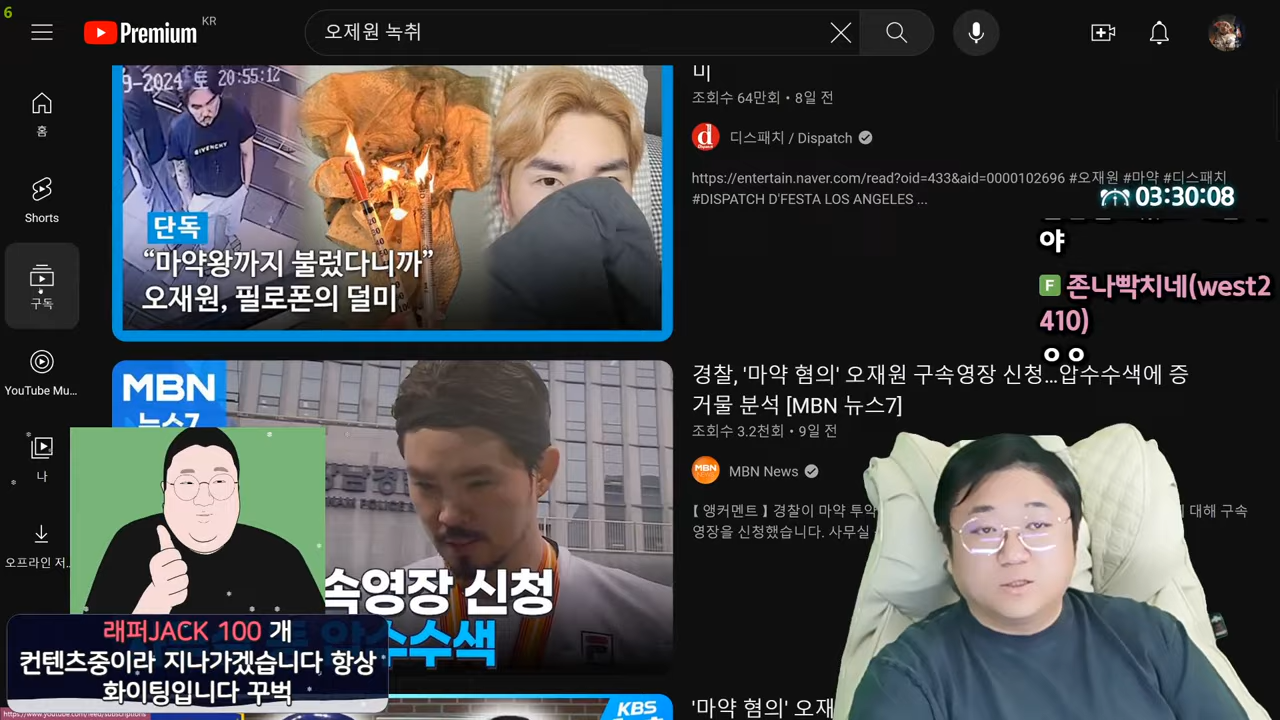 6
Premium KR
오제원 녹취
홈
Shorts
구독
YouTube Mu...
나
오프라인 저...
9-2024 토 20:55:12
GIVENCHY
단독
“마약왕까지 불렀다니까”
오재원, 필로폰의 덜미
미
조회수 64만회 • 8일 전
디스패치 / Dispatch
https://entertain.naver.com/read?oid=433&aid=0000102696 #오재원 #마약 #디스패치
#DISPATCH D'FESTA LOS ANGELES ...
03:30:08
야
F 존나빡치네(west2
410)
ㅇㅇ
MBN
뉴스7
속영장 신청
압수수색
FILA
경찰, '마약 혐의' 오재원 구속영장 신청…압수수색에 증
거물 분석 [MBN 뉴스7]
조회수 3.2천회 • 9일 전
MBN
MBN News
【 앵커멘트 】 경찰이 마약 투약
대해 구속
영장을 신청했습니다. 사무실
래퍼JACK 100 개
컨텐츠중이라 지나가겠습니다 항상
화이팅입니다 꾸벅
https://www.youtube.com/feed/subscriptions
KBS
'마약 혐의' 오재